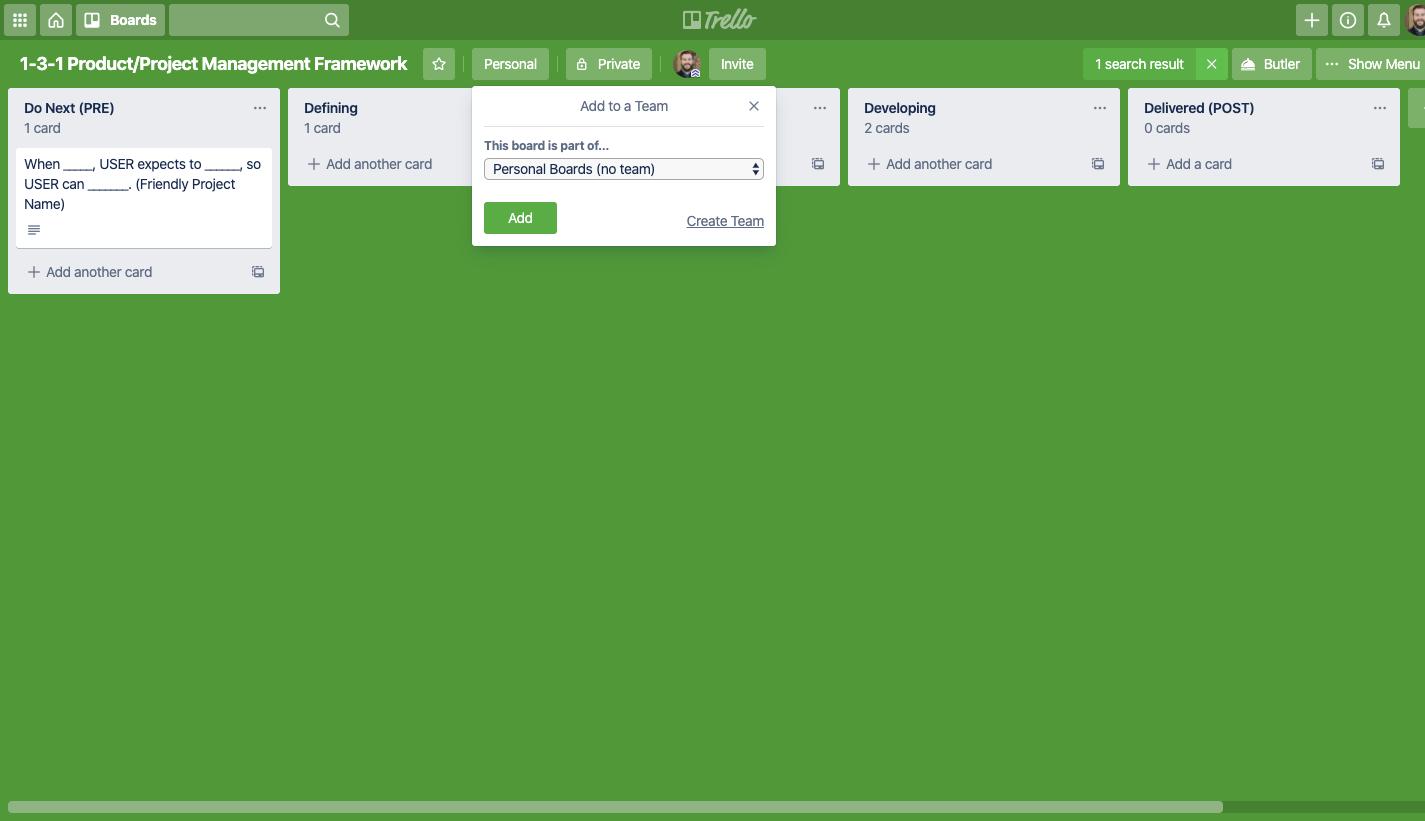 Boards
Trello
1-3-1 Product/Project Management Framework
Personal
Private
Invite
1 search result
Butler
Show Menu
Do Next (PRE)
1 card
When _____, USER expects to ______, so
USER can _______. (Friendly Project
Name)
Add another card
Defining
1 card
Add another card
Add to a Team
This board is part of...
Personal Boards (no team)
Add
Create Team
Developing
2 cards
Add another card
Delivered (POST)
0 cards
Add a card